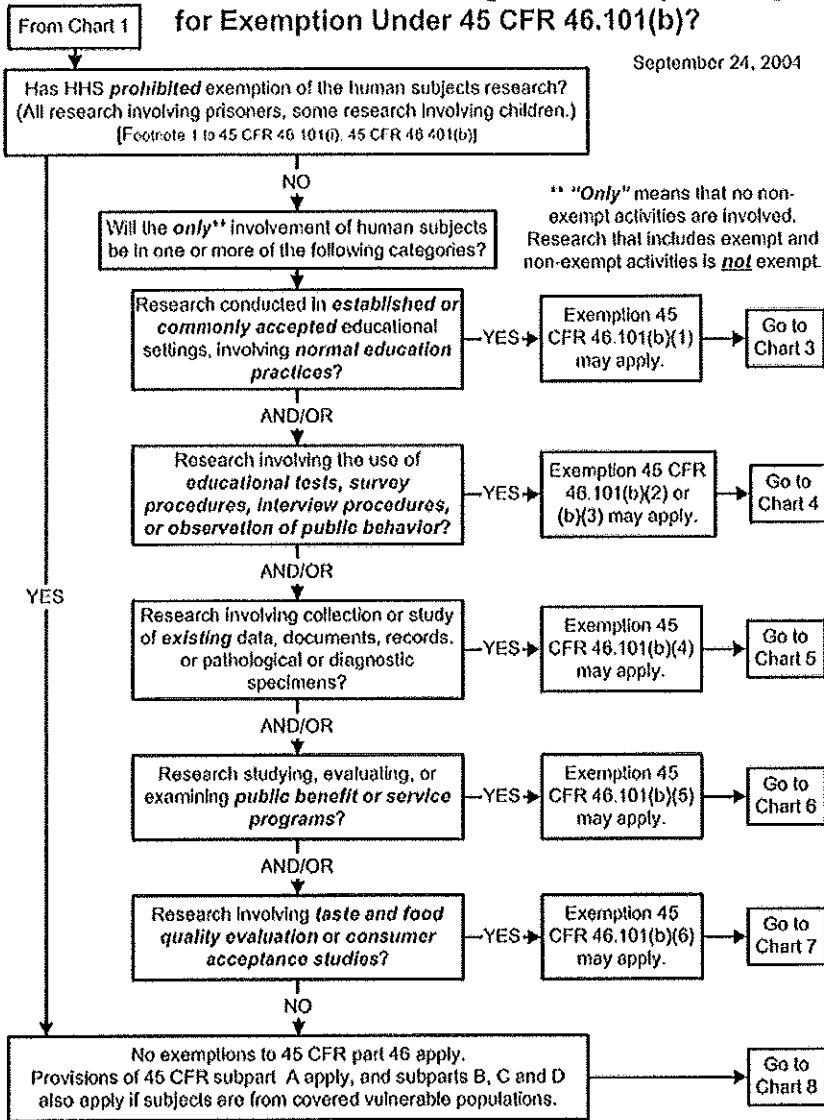 From Chart 1
for Exemption Under 45 CFR 46.101(b)?
September 24, 2004
Has HHS prohibited exemption of the human subjects research?
(All research involving prisoners, some research involving children.)
[Footnote 1 to 45 CFR 46 101(i), 45 CFR 46 401(b)]
NO
** "Only" means that no non-
exempt activities are involved.
Research that includes exempt and
non-exempt activities is not exempt.
Will the only** involvement of human subjects
be in one or more of the following categories?
Research conducted in established or
commonly accepted educational
settings, involving normal education
practices?
YES
Exemption 45
CFR 46.101(b)(1)
may apply.
Go to
Chart 3
AND/OR
Research involving the use of
educational tests, survey
procedures, interview procedures,
or observation of public behavior?
YES
Exemption 45 CFR
46.101(b)(2) or
(b)(3) may apply.
Go to
Chart 4
AND/OR
YES
Research involving collection or study
of existing data, documents, records.
or pathological or diagnostic
specimens?
YES
Exemption 45
CFR 46.101(b)(4)
may apply.
Go to
Chart 5
AND/OR
Research studying, evaluating, or
examining public benefit or service
programs?
YES
Exemption 45
CFR 46.101(b)(5)
may apply.
Go to
Chart 6
AND/OR
Research involving taste and food
quality evaluation or consumer
acceptance studies?
YES
Exemption 45
CFR 46.101(b)(6)
may apply.
Go to
Chart 7
NO
No exemptions to 45 CFR part 46 apply.
Provisions of 45 CFR subpart A apply, and subparts B, C and D
also apply if subjects are from covered vulnerable populations.
Go to
Chart 8